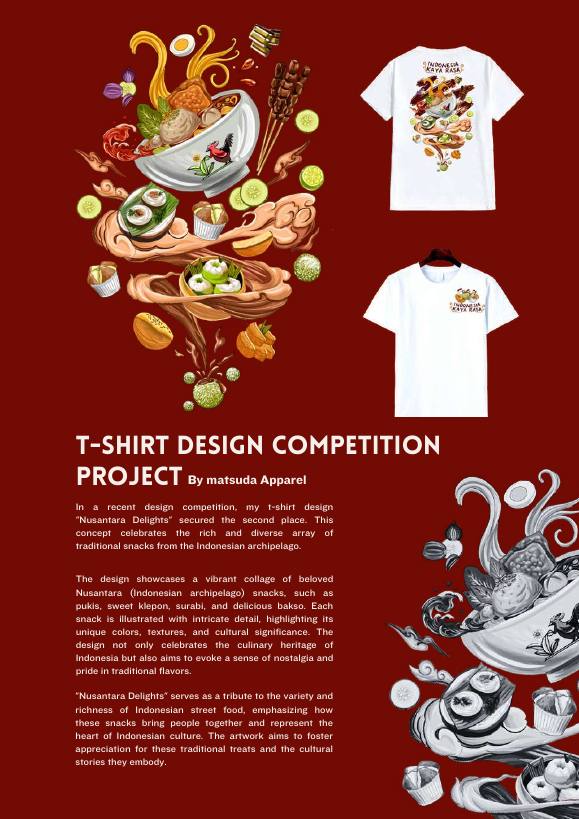 INDONESIA
KAYA RASA
INDONESIA
KAYA RASA
T-SHIRT DESIGN COMPETITION
PROJECT By matsuda Apparel
In a recent design competition, my t-shirt design
"Nusantara Delights" secured the second place. This
concept celebrates the rich and diverse array of
traditional snacks from the Indonesian archipelago.
The design showcases a vibrant collage of beloved
Nusantara (Indonesian archipelago) snacks, such as
pukis, sweet klepon, surabi, and delicious bakso. Each
snack is illustrated with intricate detail, highlighting its
unique colors, textures, and cultural significance. The
design not only celebrates the culinary heritage of
Indonesia but also aims to evoke a sense of nostalgia and
pride in traditional flavors.
"Nusantara Delights" serves as a tribute to the variety and
richness of Indonesian street food, emphasizing how
these snacks bring people together and represent the
heart of Indonesian culture. The artwork aims to foster
appreciation for these traditional treats and the cultural
stories they embody.